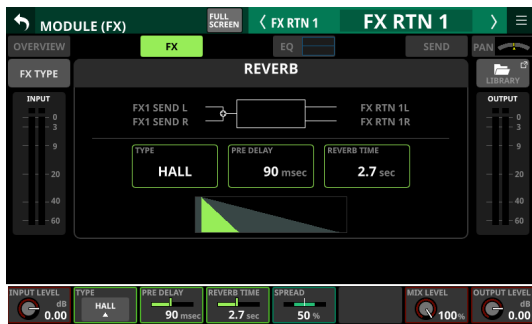 MODULE (FX)
FULL SCREEN
FX RTN 1
FX RTN 1
OVERVIEW
FX
EQ
SEND
PAN
FX TYPE
REVERB
LIBRARY
INPUT
0
3
9
20
40
60
FX1 SEND L
FX1 SEND R
FX RTN 1L
FX RTN 1R
TYPE
HALL
PRE DELAY
90 msec
REVERB TIME
2.7 sec
OUTPUT
0
3
9
20
40
60
INPUT LEVEL
dB
0.00
TYPE
HALL
PRE DELAY
90 msec
REVERB TIME
2.7 sec
SPREAD
50 %
MIX LEVEL
100%
OUTPUT LEVEL
dB
0.00